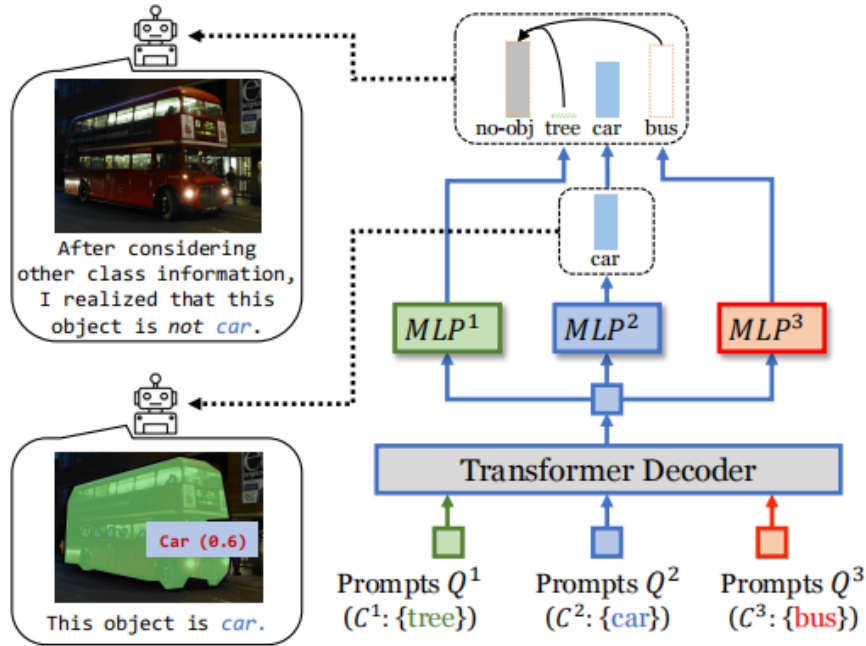 no-obj tree car bus
After considering
other class information,
I realized that this
object is not car.
car
MLP¹ MLP² MLP³
Transformer Decoder
Car (0.6)
This object is car.
Prompts Q¹ Prompts Q² Prompts Q³
(C¹: {tree}) (C²: {car}) (C³: {bus})